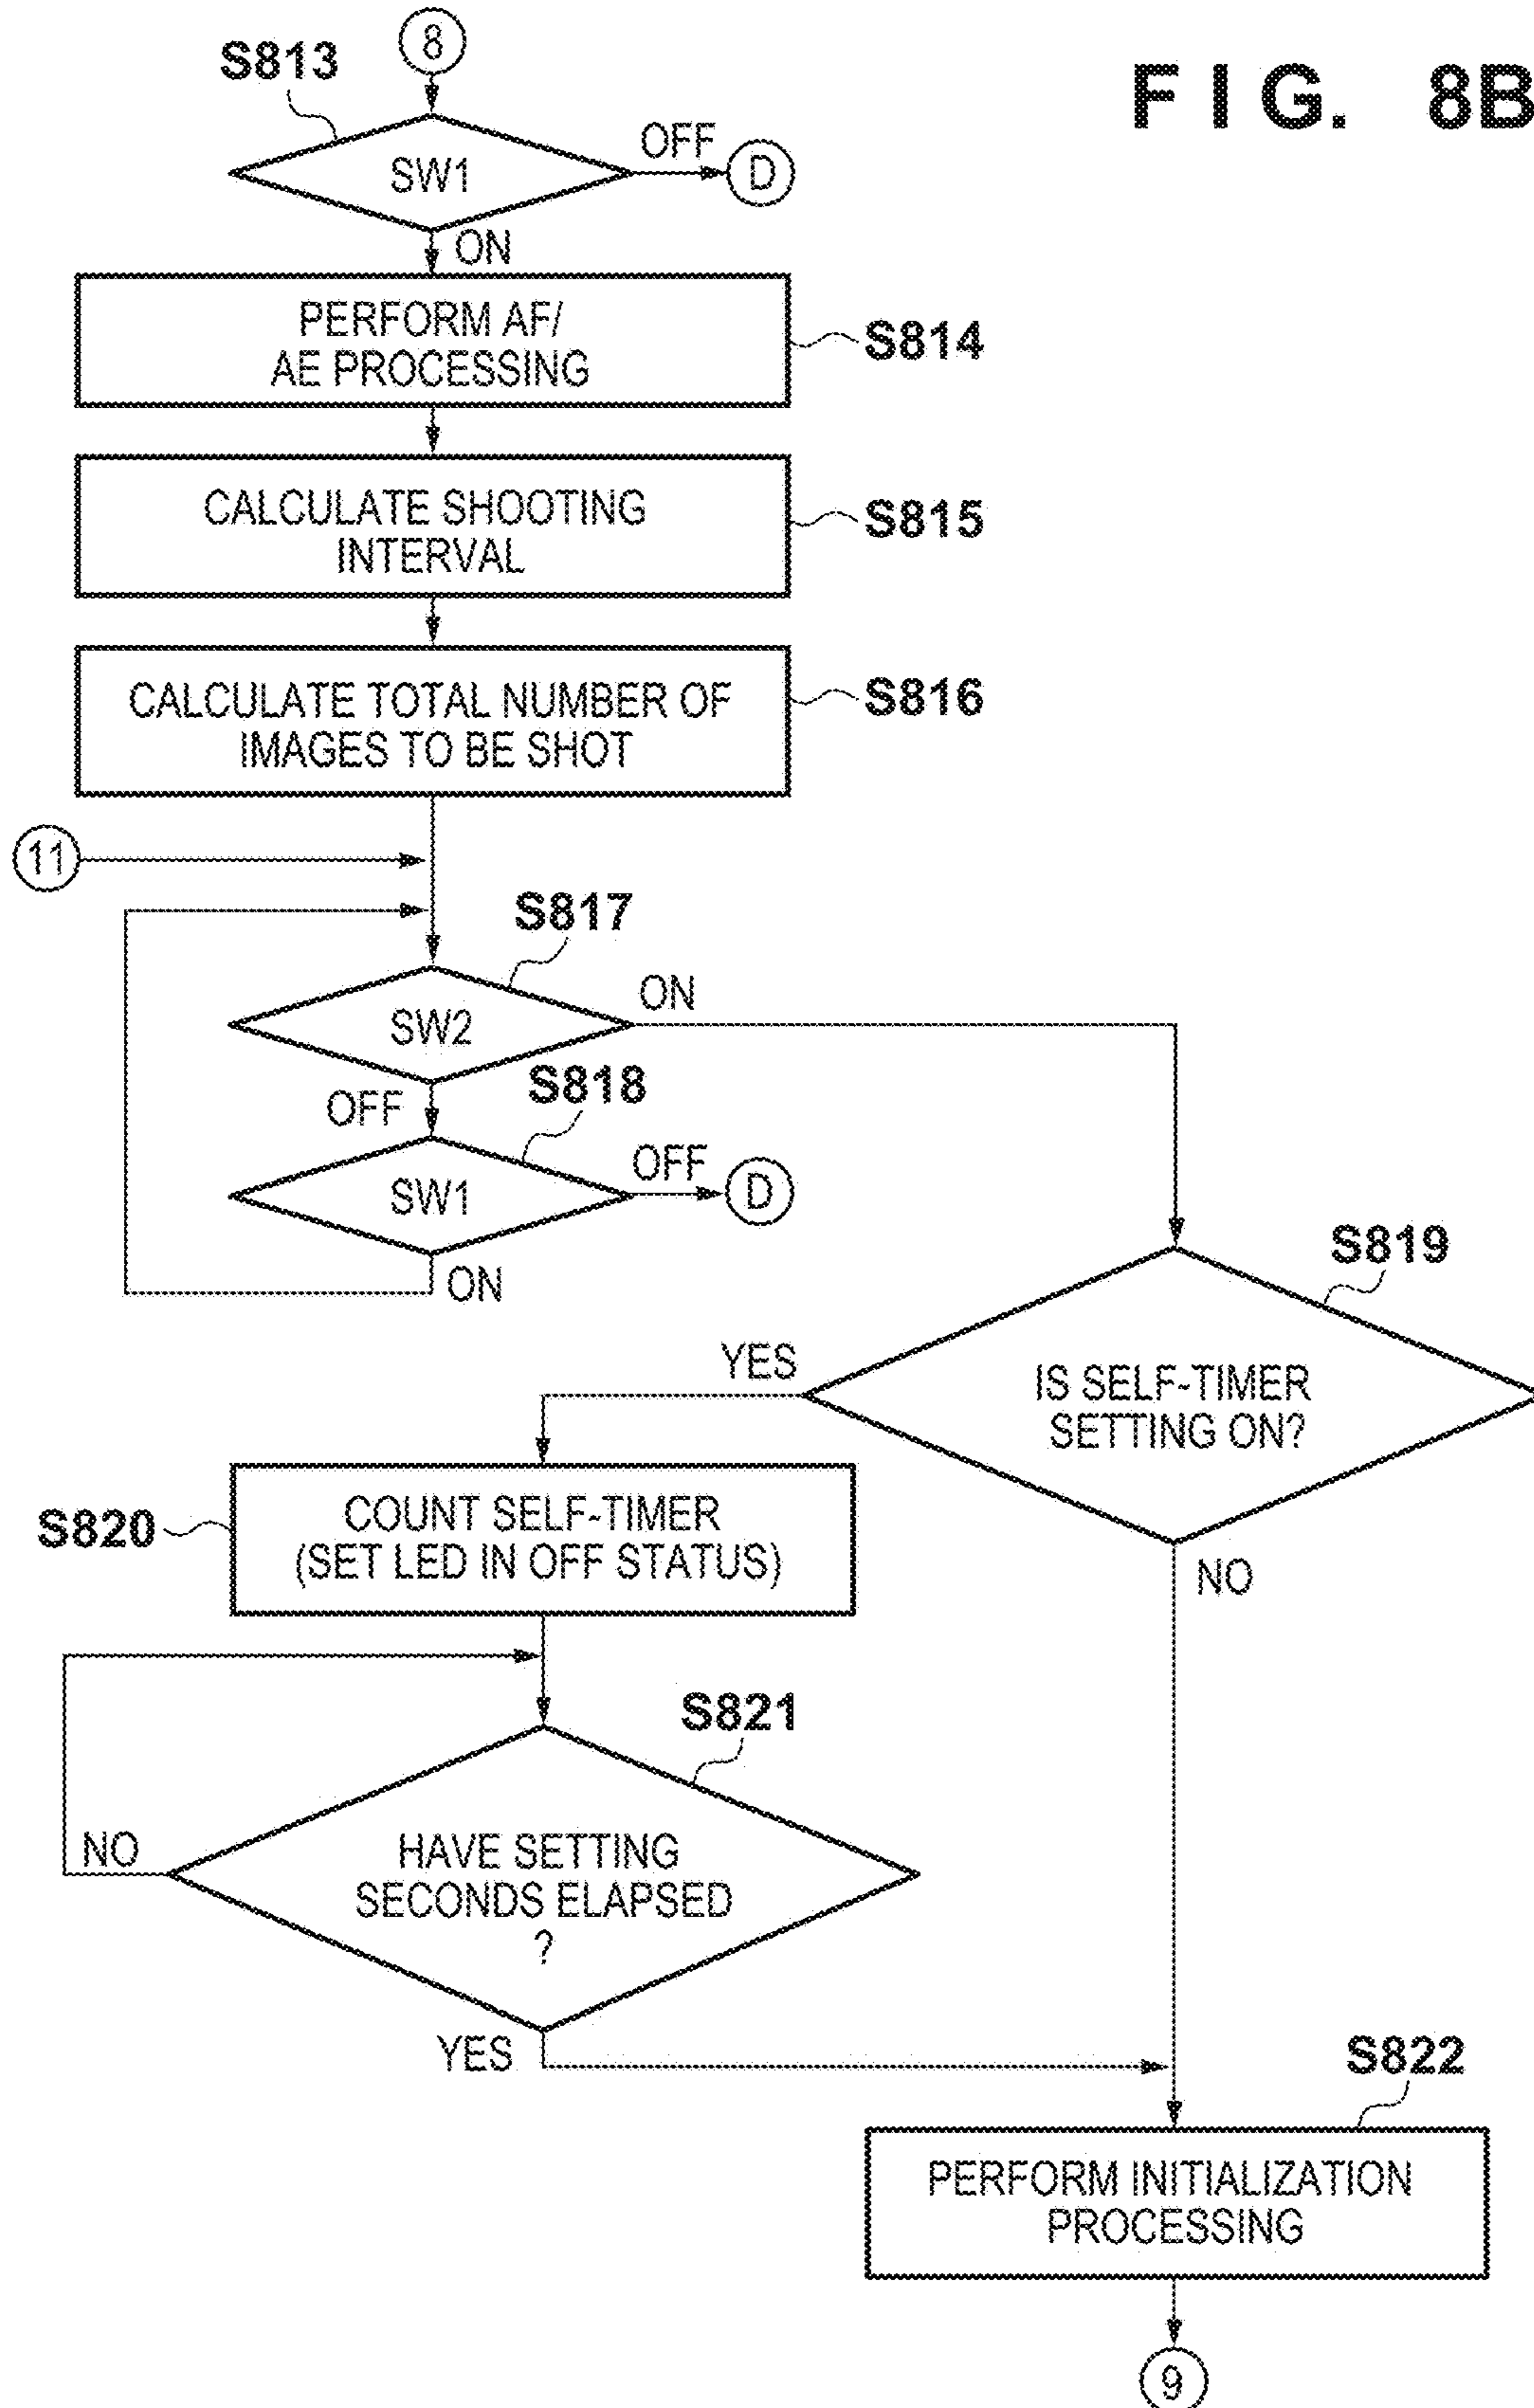 FIG. 8B
8
S813
SW1
OFF
D
ON
PERFORM AF/
AE PROCESSING
S814
CALCULATE SHOOTING
INTERVAL
S815
CALCULATE TOTAL NUMBER OF
IMAGES TO BE SHOT
S816
11
S817
SW2
ON
OFF
S818
SW1
OFF
D
ON
S819
IS SELF-TIMER
SETTING ON?
YES
NO
S820
COUNT SELF-TIMER
(SET LED IN OFF STATUS)
S821
HAVE SETTING
SECONDS ELAPSED
?
NO
YES
S822
PERFORM INITIALIZATION
PROCESSING
9